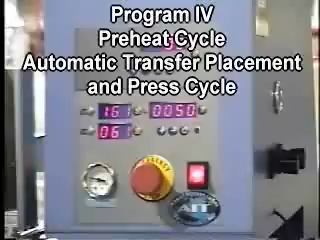 Program IV
Preheat Cycle
Automatic Transfer Placement
and Press Cycle
161 0050
061